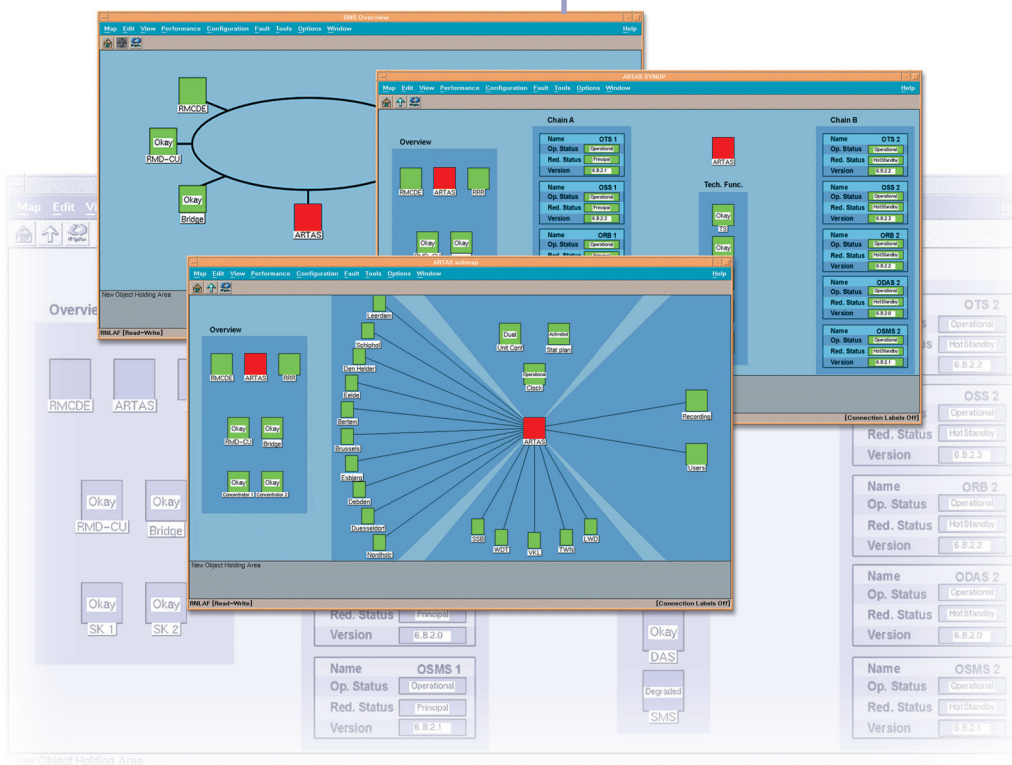 SMS Overview
Map Edit View Performance Configuration Fault Tools Options Window Help
RMCDE
Okay
RMD-CU
Okay
Bridge
ARTAS
New Object Holding Area
RNLAF [Read-Write]
ARTAS SYNOP
Map Edit View Performance Configuration Fault Tools Options Window Help
Overview
RMCDE ARTAS RRR
Okay Okay
Chain A
Name OTS 1
Op. Status Operational
Red. Status Principal
Version 6.B.2.1
Name OSS 1
Op. Status Operational
Red. Status Principal
Version 6.B.2.3
Name ORB 1
Op. Status Operational
ARTAS
Tech. Func.
Okay
TS
Okay
Chain B
Name OTS 2
Op. Status Operational
Red. Status HotStandby
Version 6.B.2.2
Name OSS 2
Op. Status Operational
Red. Status HotStandby
Version 6.B.2.3
Name ORB 2
Op. Status Operational
Red. Status HotStandby
Version 6.B.2.2
Name ODAS 2
Op. Status Operational
Red. Status HotStandby
Version 6.B.2.0
Name OSMS 2
Op. Status Operational
Red. Status HotStandby
Version 6.B.2.1
[Connection Labels Off]
ARTAS submap
Map Edit View Performance Configuration Fault Tools Options Window Help
Overview
RMCDE ARTAS RRR
Okay Okay
RMD-CU Bridge
Okay Okay
Concentrator 1 Concentrator 2
Leerdam
Schiphol
Den Helder
Eelde
Bertem
Brussels
Esbjerg
Debden
Duesseldorf
Nordholz
Dual
Unit Conf
Activated
Stat plan
Operational
Clock
ARTAS
Recording
Users
SSB
WDT
VKL
TWN
LWD
New Object Holding Area
RNLAF [Read-Write] [Connection Labels Off]
Map Edit
RMCDE ARTAS
Okay Okay
RMD-CU Bridge
Okay Okay
SK 1 SK 2
Red. Status Principal
Version 6.B.2.0
Name OSMS 1
Op. Status Operational
Red. Status Principal
Version 6.B.2.1
Okay
DAS
Degraded
SMS
OTS 2
Operational
HotStandby
6.B.2.2
OSS 2
Operational
Red. Status HotStandby
Version 6.B.2.3
Name ORB 2
Op. Status Operational
Red. Status HotStandby
Version 6.B.2.2
Name ODAS 2
Op. Status Operational
Red. Status HotStandby
Version 6.B.2.0
Name OSMS 2
Op. Status Operational
Red. Status HotStandby
Version 6.B.2.1
New Object Holding Area